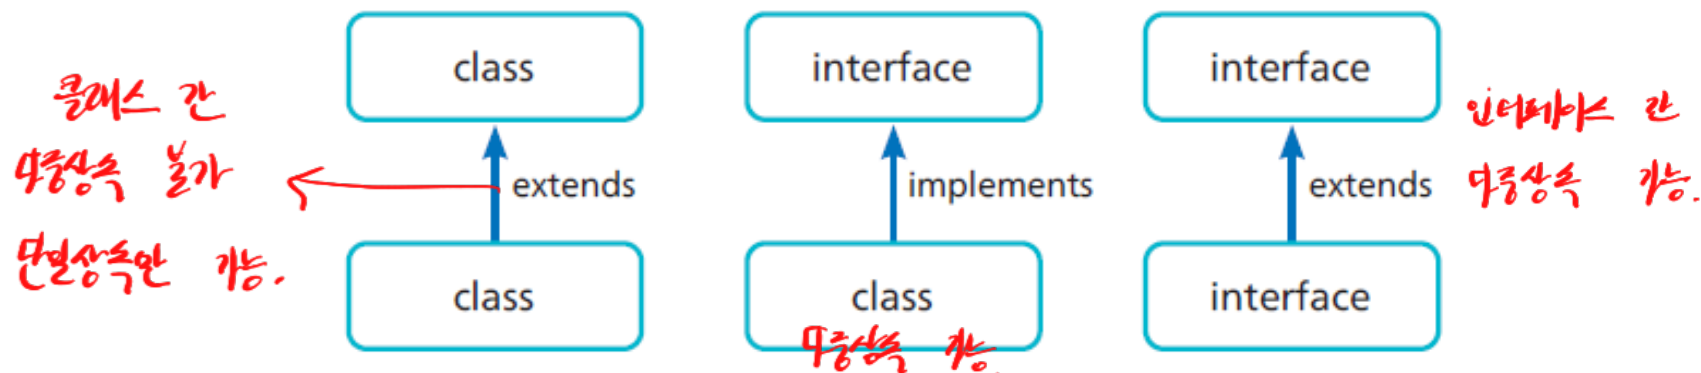 class
interface
interface
클래스 간
다중상속 불가
단일상속만 가능.
extends
implements
extends
인터페이스 간
다중상속 가능.
class
class
다중상속 가능
interface